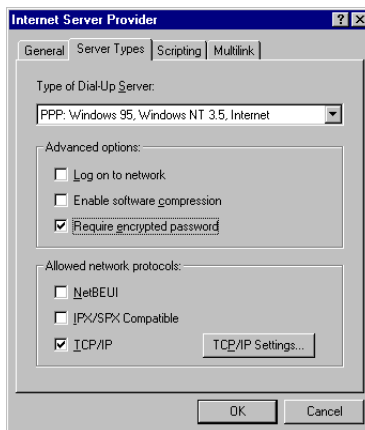 Internet Server Provider
General Server Types Scripting Multilink
Type of Dial-Up Server:
PPP: Windows 95, Windows NT 3.5, Internet
Advanced options:
Log on to network
Enable software compression
Require encrypted password
Allowed network protocols:
NetBEUI
IPX/SPX Compatible
TCP/IP TCP/IP Settings...
OK Cancel